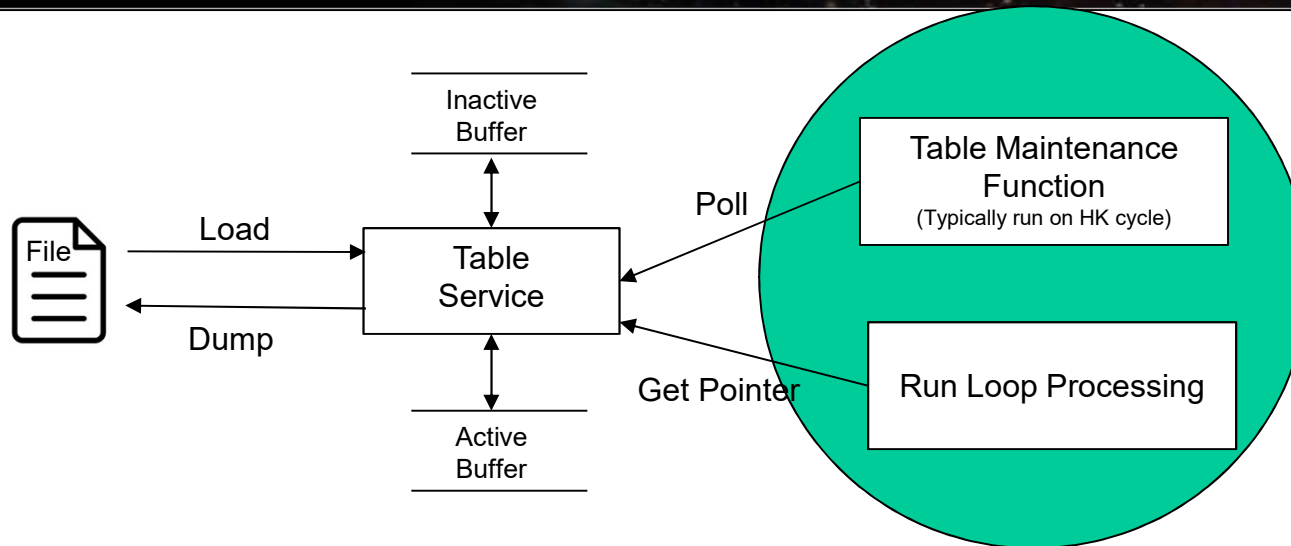 Inactive
Buffer
Table Maintenance
Function
(Typically run on HK cycle)
Poll
File
Load
Table
Service
Dump
Get Pointer
Run Loop Processing
Active
Buffer